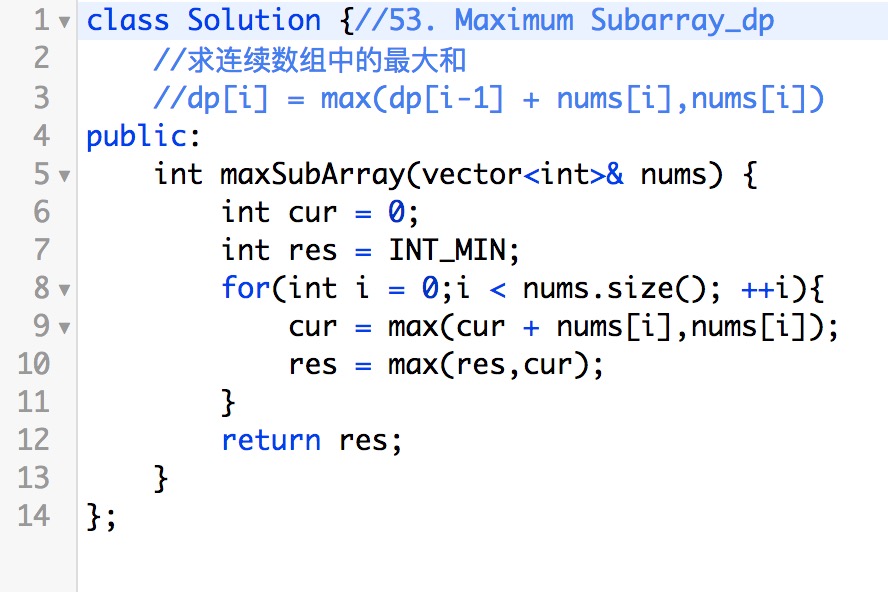 1 class Solution {//53. Maximum Subarray_dp
2     //求连续数组中的最大和
3     //dp[i] = max(dp[i-1] + nums[i],nums[i])
4 public:
5     int maxSubArray(vector<int>& nums) {
6         int cur = 0;
7         int res = INT_MIN;
8         for(int i = 0;i < nums.size(); ++i){
9             cur = max(cur + nums[i],nums[i]);
10             res = max(res,cur);
11         }
12         return res;
13     }
14 };